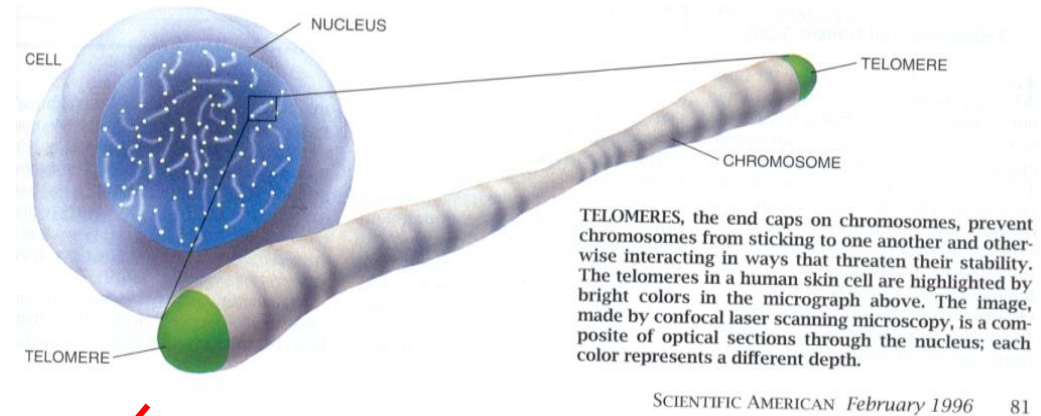 NUCLEUS
CELL
TELOMERE
CHROMOSOME
TELOMERES, the end caps on chromosomes, prevent
chromosomes from sticking to one another and other-
wise interacting in ways that threaten their stability.
The telomeres in a human skin cell are highlighted by
bright colors in the micrograph above. The image,
made by confocal laser scanning microscopy, is a com-
posite of optical sections through the nucleus; each
color represents a different depth.
TELOMERE
SCIENTIFIC AMERICAN February 1996 81